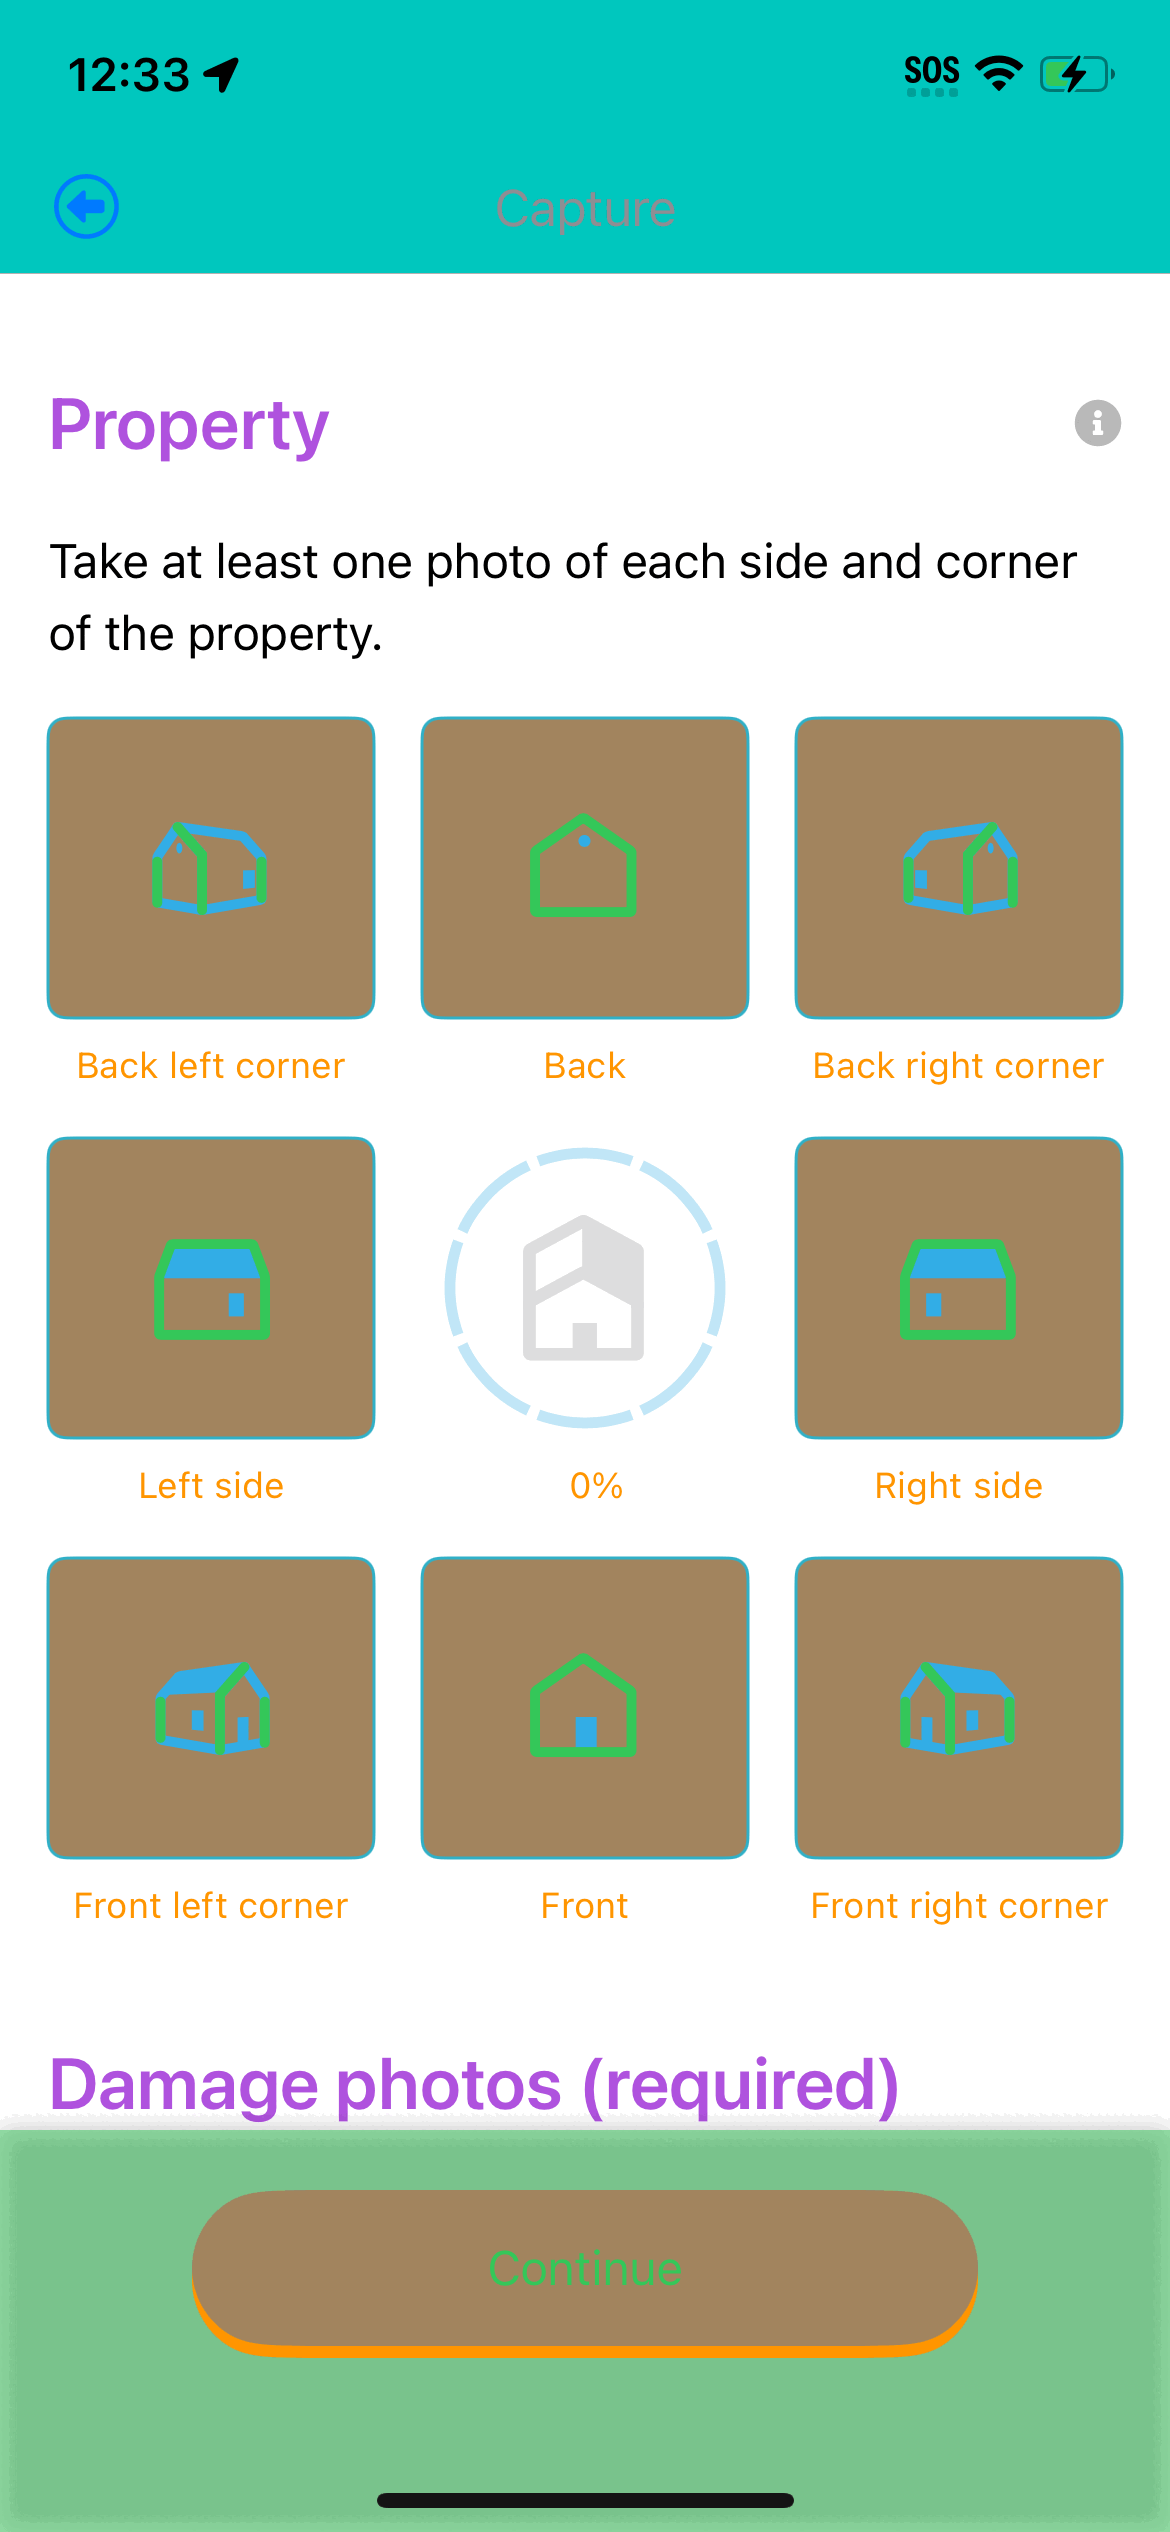 12:33
SOS
Capture
Property
Take at least one photo of each side and corner
of the property.
Back left corner
Back
Back right corner
Left side
0%
Right side
Front left corner
Front
Front right corner
Damage photos (required)
Continue